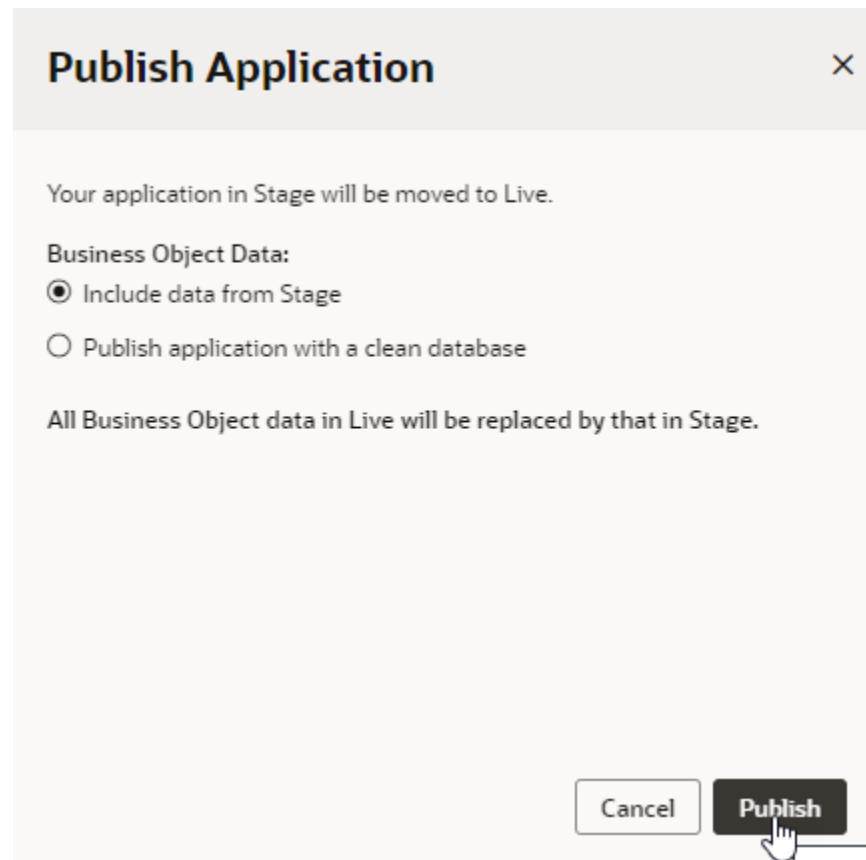 Publish Application
Your application in Stage will be moved to Live.
Business Object Data:
Include data from Stage
Publish application with a clean database
All Business Object data in Live will be replaced by that in Stage.
Cancel
Publish